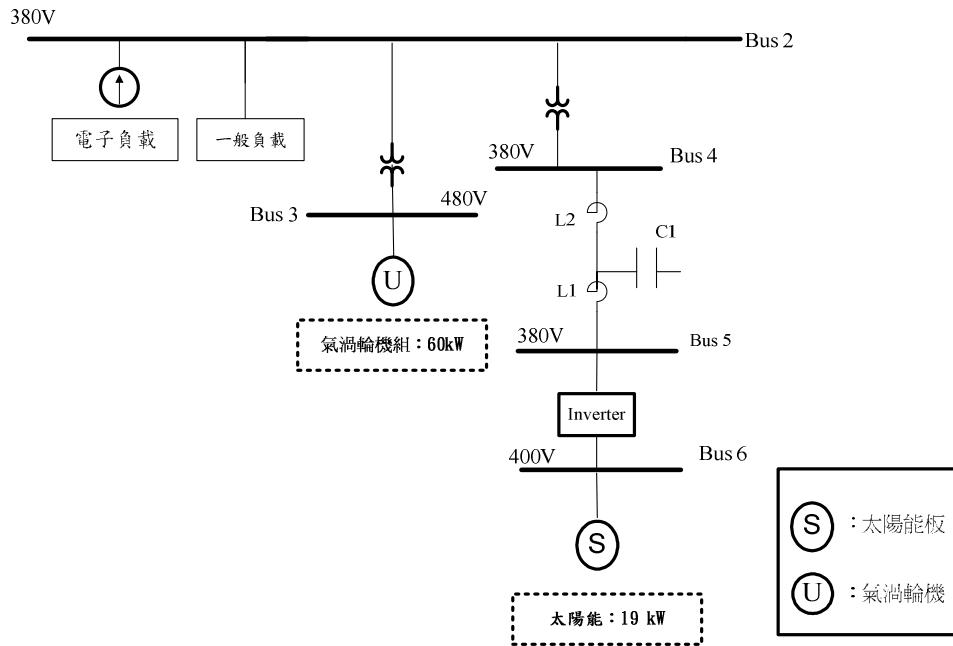 380V
Bus 2
電子負載
一般負載
380V
Bus 4
480V
Bus 3
L2
C1
U
L1
氣渦輪機組：60kW
380V
Bus 5
Inverter
400V
Bus 6
S
太陽能：19 kW
S ：太陽能板
U ：氣渦輪機